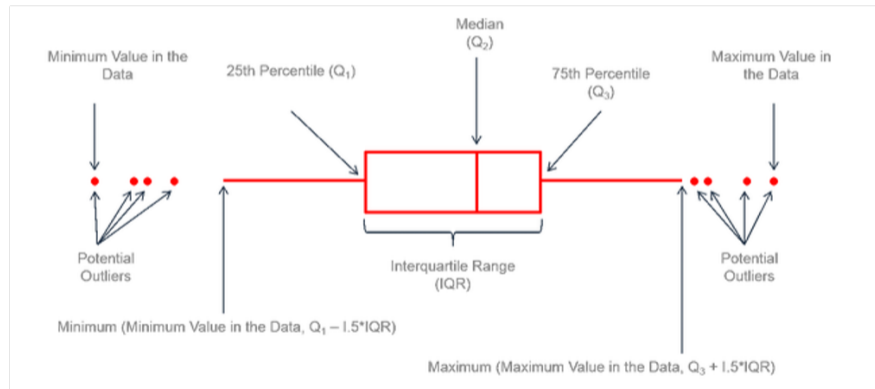 Median
(Q₂)
Minimum Value in the
Data
25th Percentile (Q₁)
75th Percentile
(Q₃)
Maximum Value in
the Data
Potential
Outliers
Interquartile Range
(IQR)
Potential
Outliers
Minimum (Minimum Value in the Data, Q₁ – 1.5*IQR)
Maximum (Maximum Value in the Data, Q₃ + 1.5*IQR)